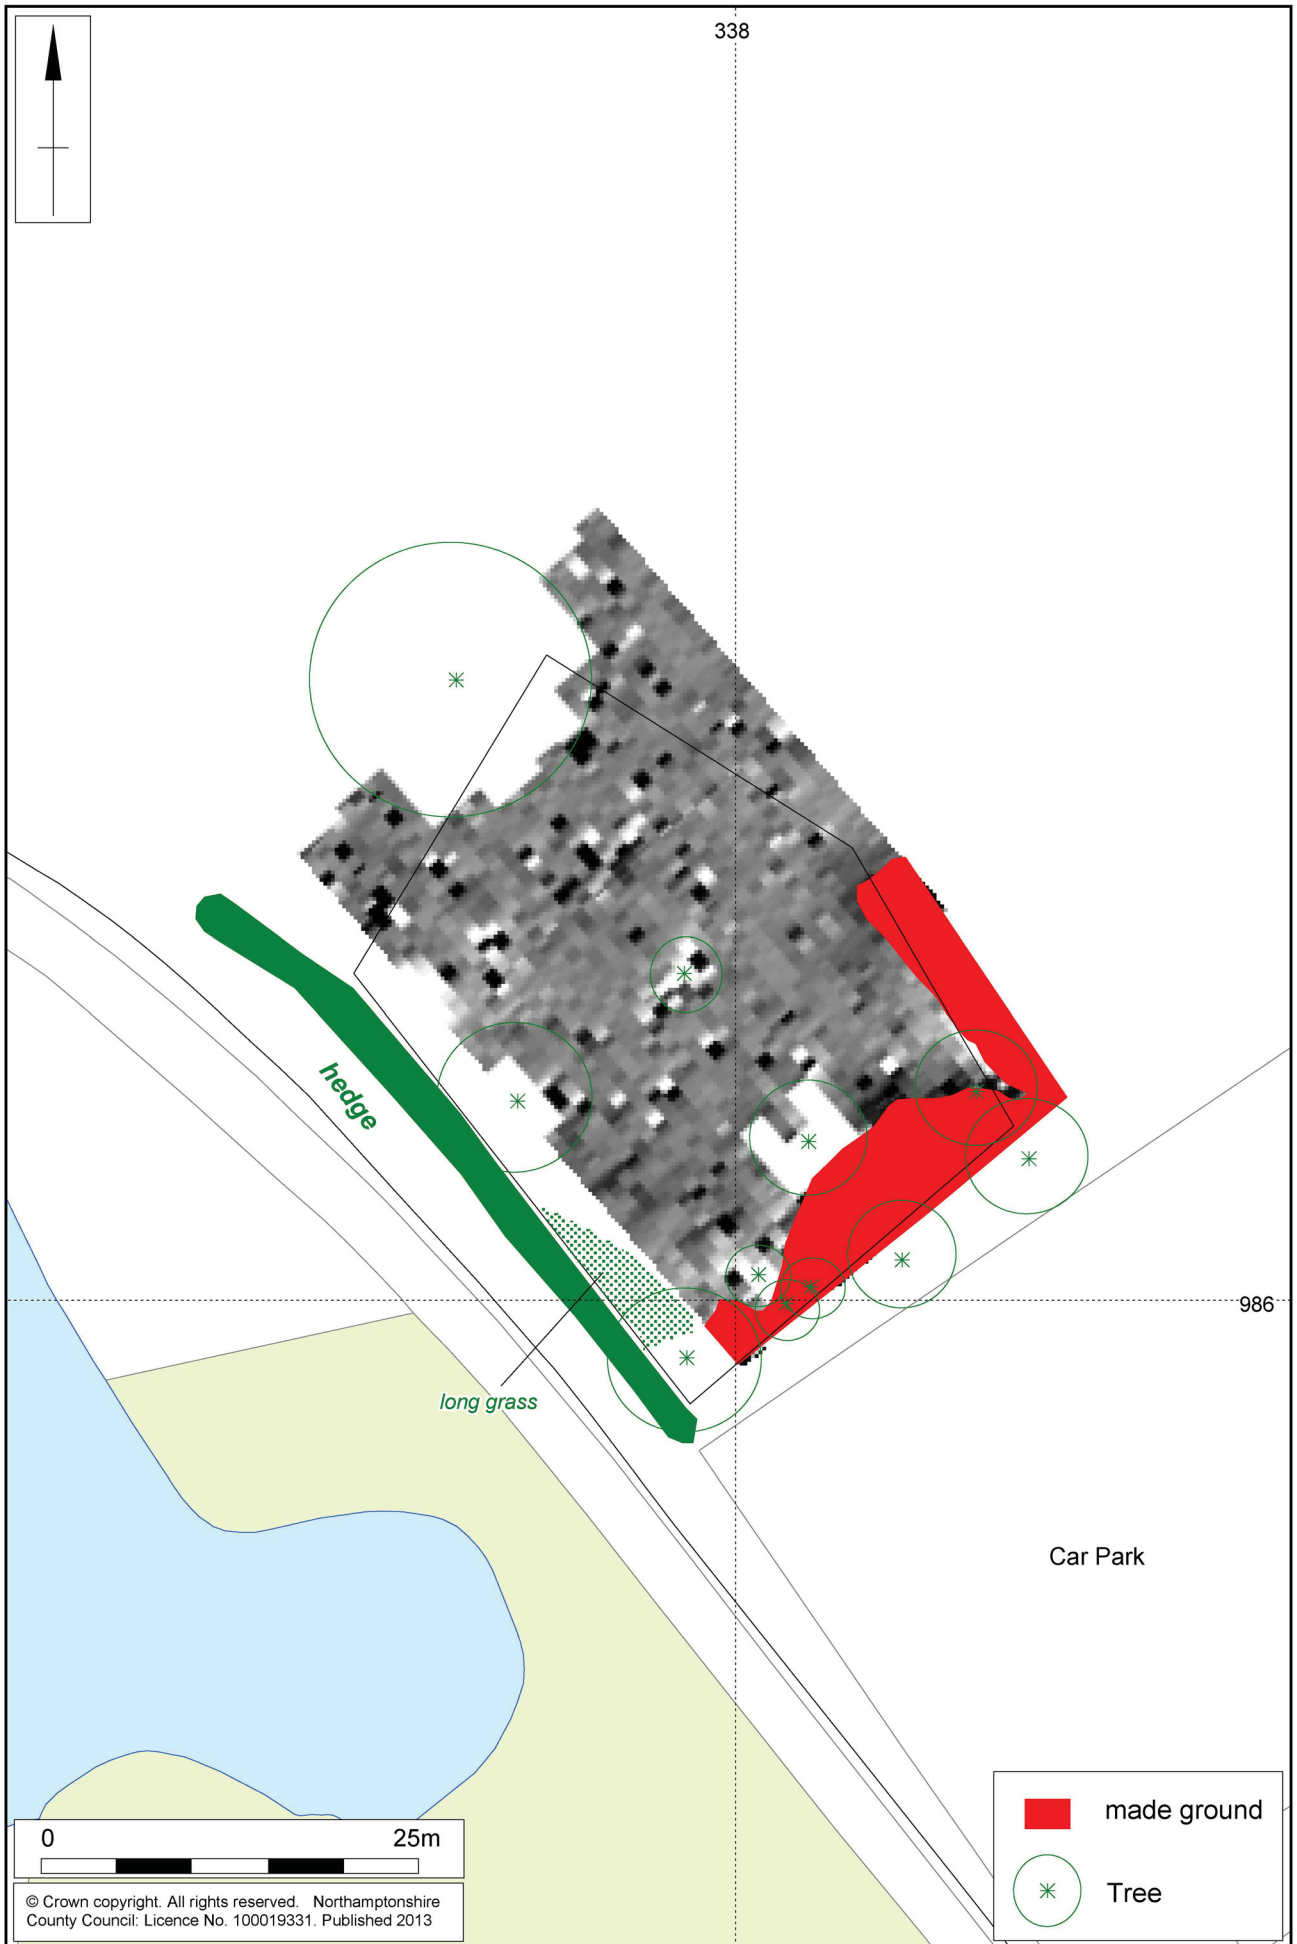 338
hedge
986
long grass
Car Park
made ground
Tree
0 25m
© Crown copyright. All rights reserved. Northamptonshire
County Council: Licence No. 100019331. Published 2013